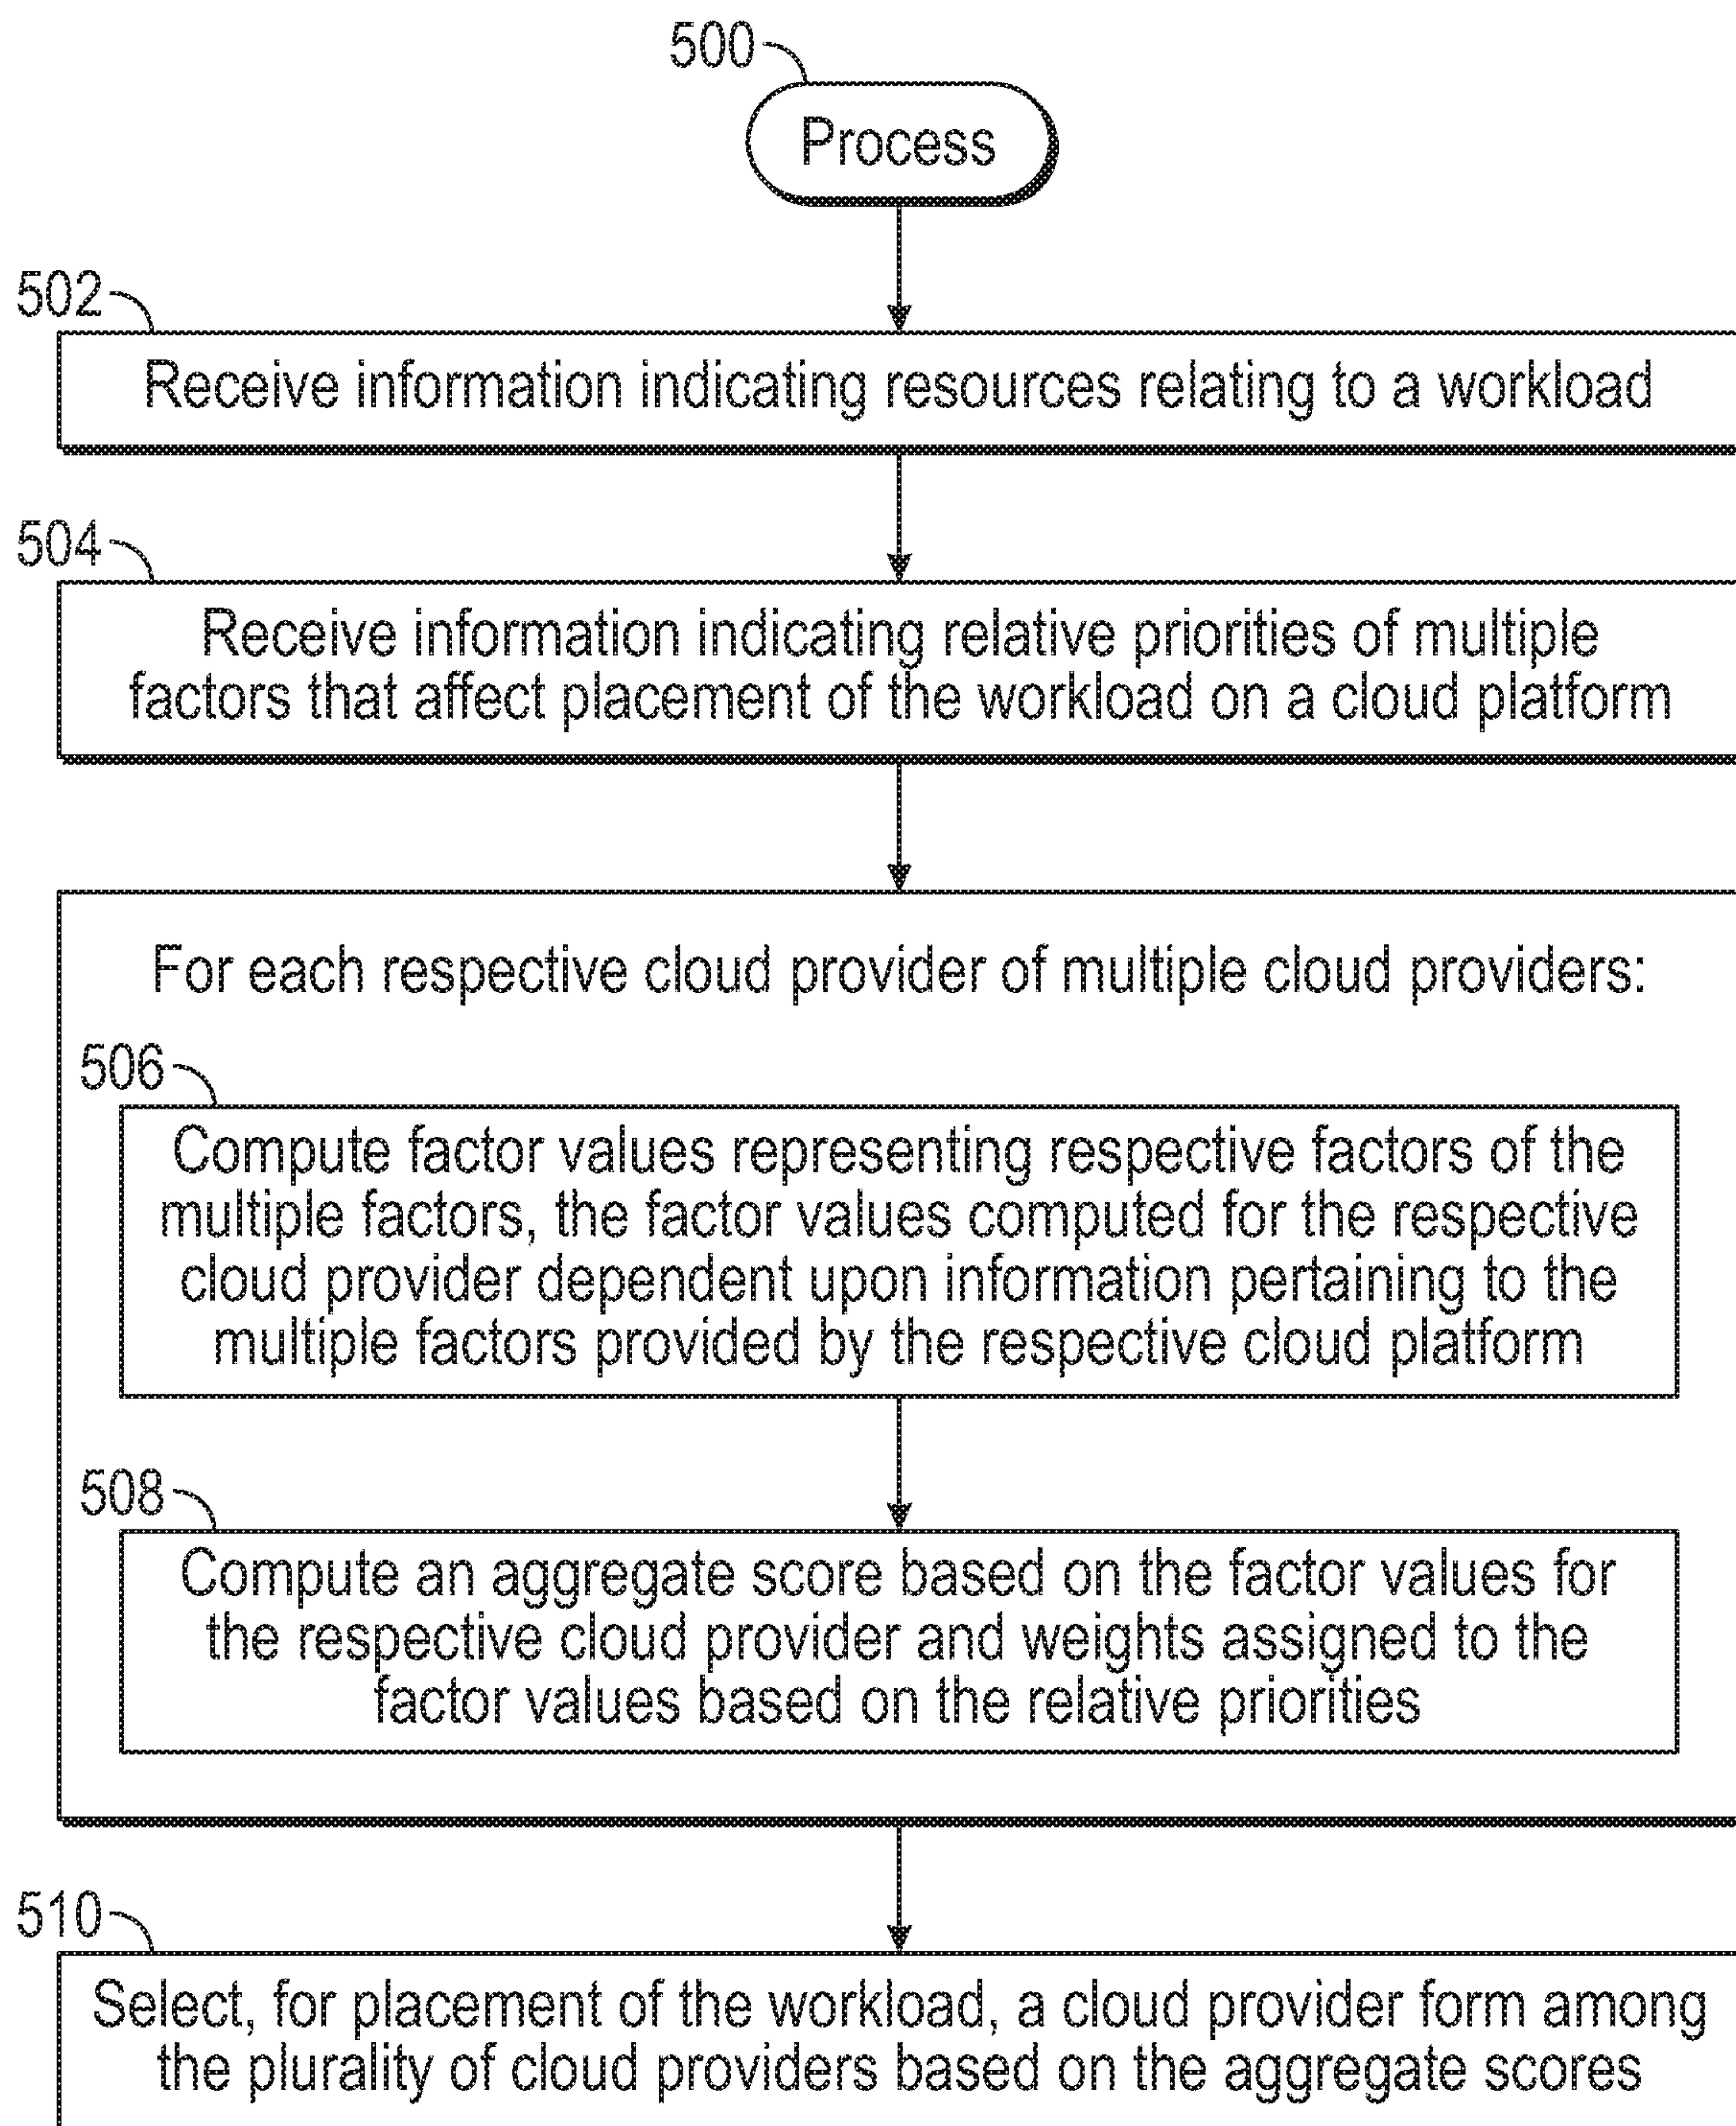 500
Process
502
Receive information indicating resources relating to a workload
504
Receive information indicating relative priorities of multiple
factors that affect placement of the workload on a cloud platform
For each respective cloud provider of multiple cloud providers:
506
Compute factor values representing respective factors of the
multiple factors, the factor values computed for the respective
cloud provider dependent upon information pertaining to the
multiple factors provided by the respective cloud platform
508
Compute an aggregate score based on the factor values for
the respective cloud provider and weights assigned to the
factor values based on the relative priorities
510
Select, for placement of the workload, a cloud provider form among
the plurality of cloud providers based on the aggregate scores